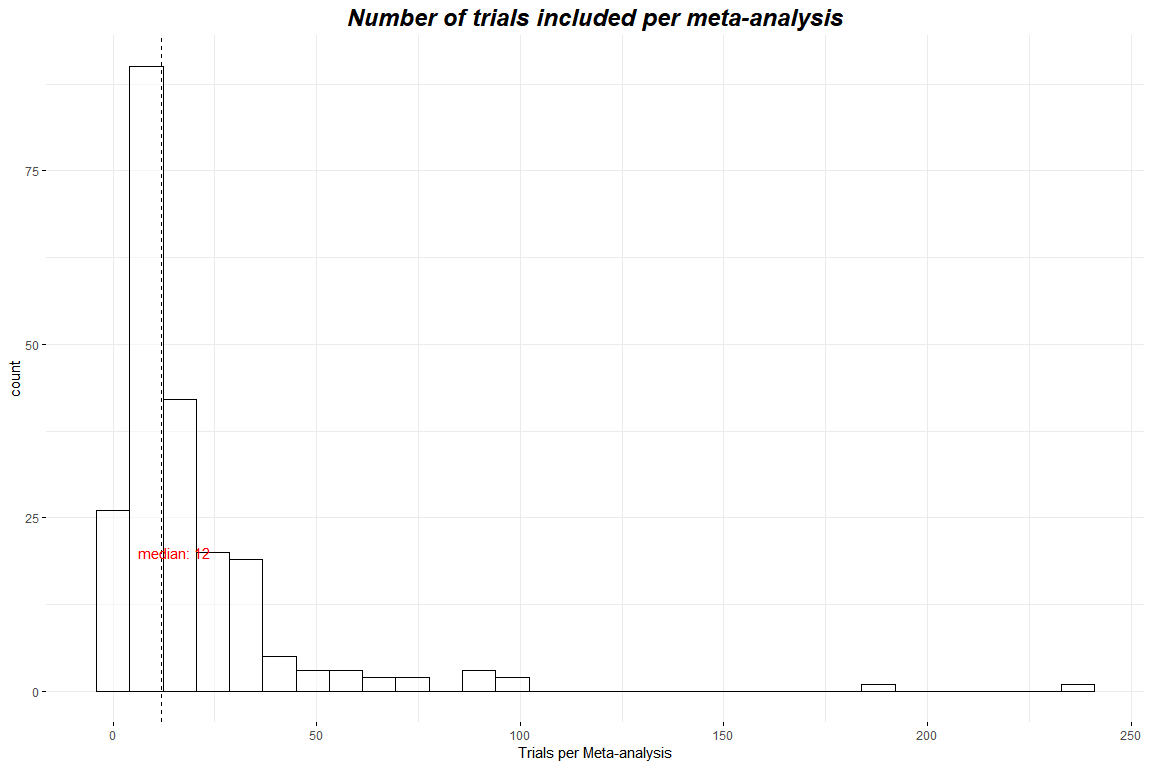 Number of trials included per meta-analysis
75
50
25
0
count
median: 12
0 50 100 150 200 250
Trials per Meta-analysis